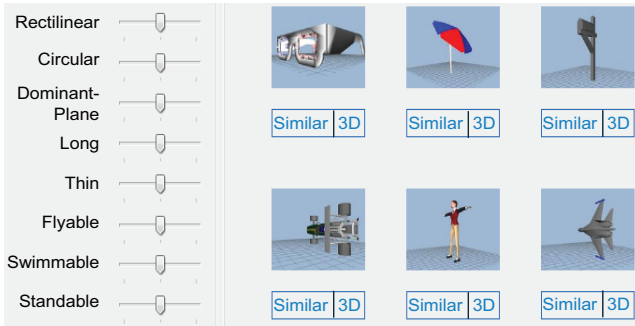 Rectilinear
Circular
Dominant-
Plane
Long
Thin
Flyable
Swimmable
Standable
Similar 3D
Similar 3D
Similar 3D
Similar 3D
Similar 3D
Similar 3D